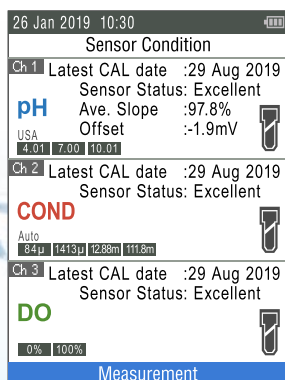 26 Jan 2019 10:30
Sensor Condition
Ch 1 Latest CAL date :29 Aug 2019
Sensor Status: Excellent
pH Ave. Slope :97.8%
Offset :-1.9mV
USA
4.01 7.00 10.01
Ch 2 Latest CAL date :29 Aug 2019
Sensor Status: Excellent
COND
Auto
84µ 1413µ 12.88m 111.8m
Ch 3 Latest CAL date :29 Aug 2019
Sensor Status: Excellent
DO
0% 100%
Measurement